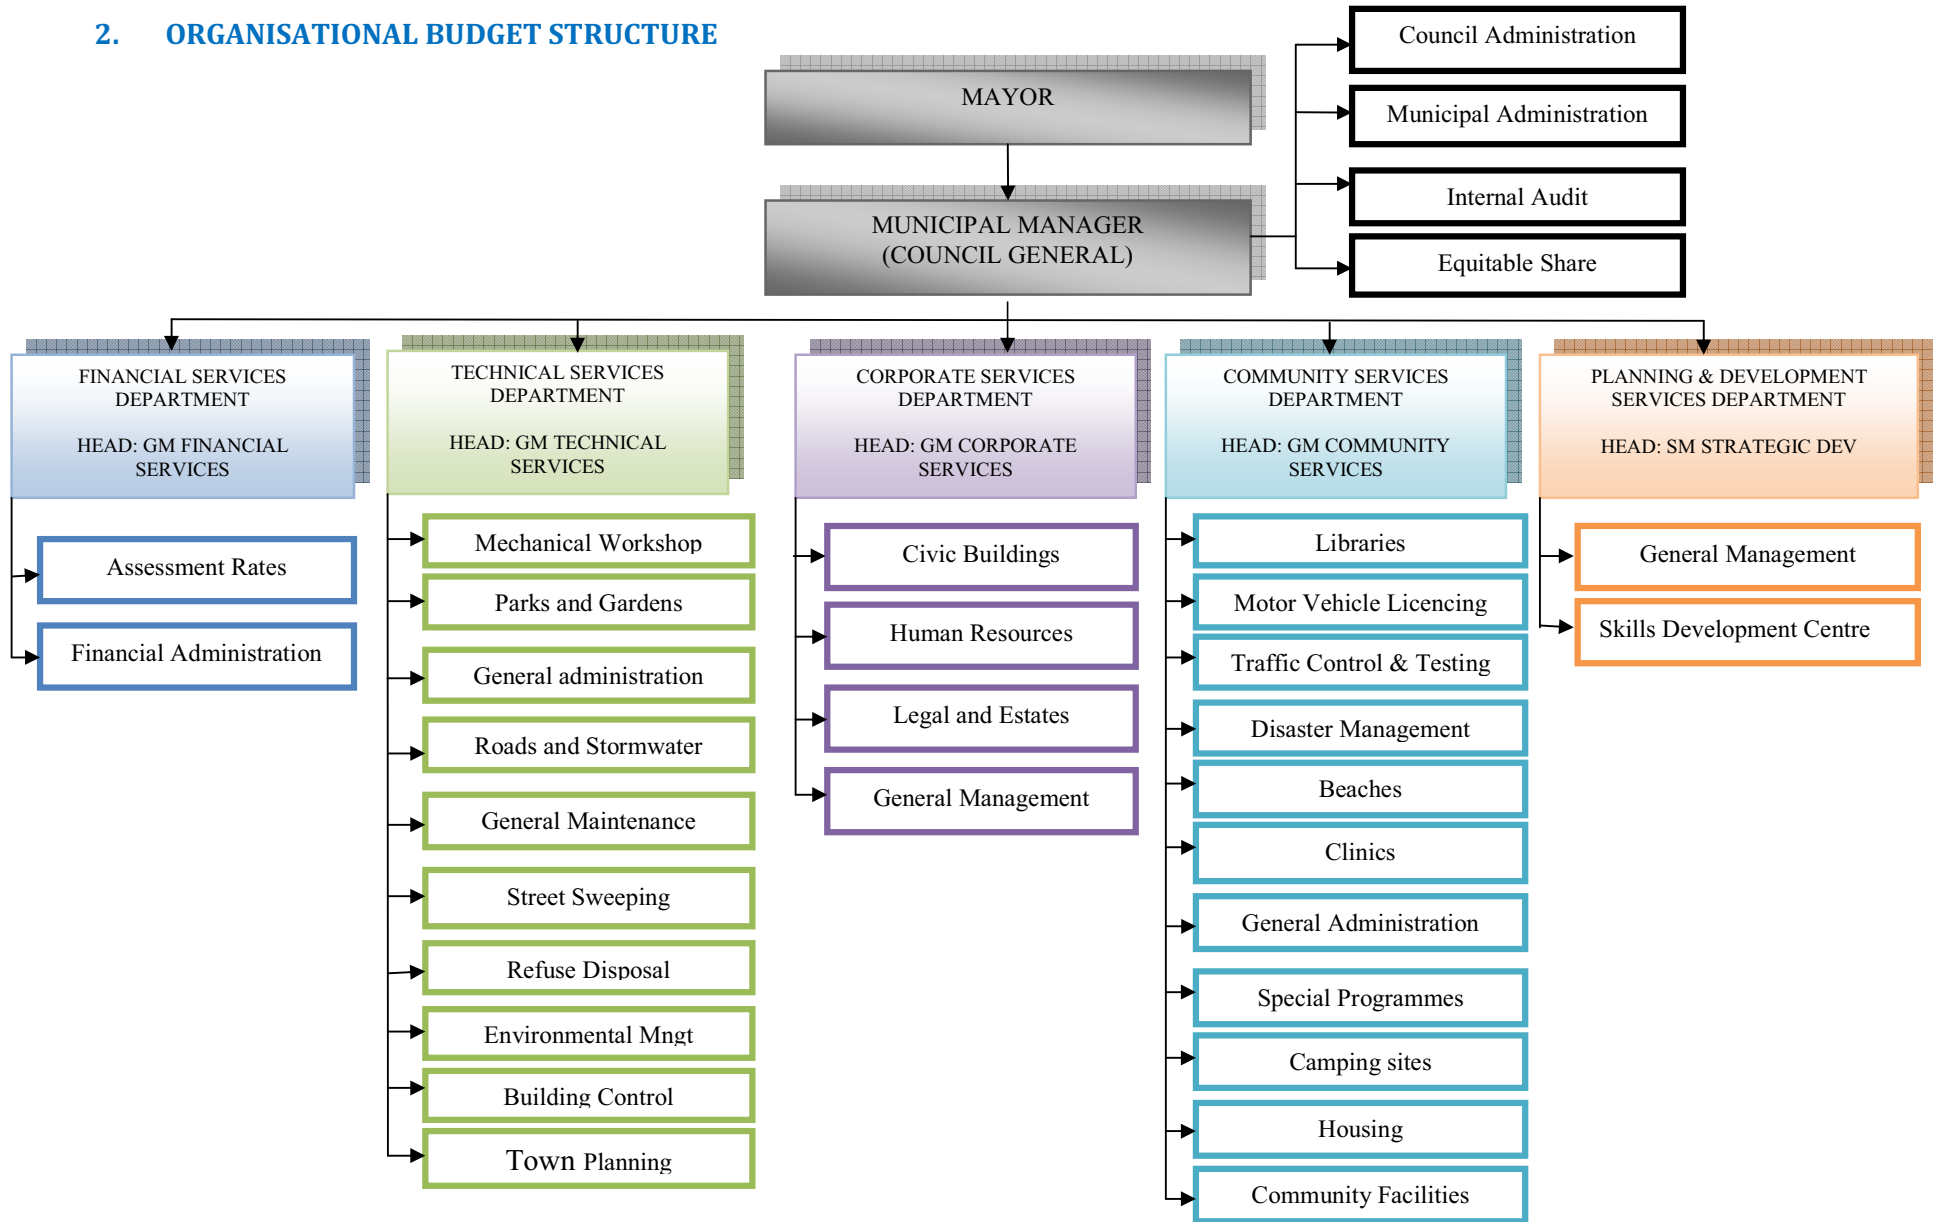 2. ORGANISATIONAL BUDGET STRUCTURE
MAYOR
MUNICIPAL MANAGER
(COUNCIL GENERAL)
Council Administration
Municipal Administration
Internal Audit
Equitable Share
FINANCIAL SERVICES
DEPARTMENT
HEAD: GM FINANCIAL
SERVICES
Assessment Rates
Financial Administration
TECHNICAL SERVICES
DEPARTMENT
HEAD: GM TECHNICAL
SERVICES
Mechanical Workshop
Parks and Gardens
General administration
Roads and Stormwater
General Maintenance
Street Sweeping
Refuse Disposal
Environmental Mngt
Building Control
Town Planning
CORPORATE SERVICES
DEPARTMENT
HEAD: GM CORPORATE
SERVICES
Civic Buildings
Human Resources
Legal and Estates
General Management
COMMUNITY SERVICES
DEPARTMENT
HEAD: GM COMMUNITY
SERVICES
Libraries
Motor Vehicle Licencing
Traffic Control & Testing
Disaster Management
Beaches
Clinics
General Administration
Special Programmes
Camping sites
Housing
Community Facilities
PLANNING & DEVELOPMENT
SERVICES DEPARTMENT
HEAD: SM STRATEGIC DEV
General Management
Skills Development Centre